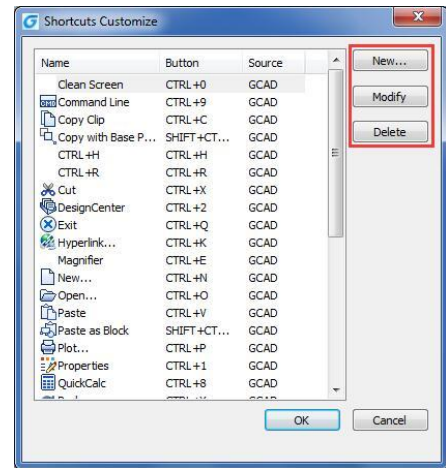 Shortcuts Customize
Name Button Source
Clean Screen CTRL+0 GCAD
Command Line CTRL+9 GCAD
Copy Clip CTRL+C GCAD
Copy with Base P... SHIFT+CT... GCAD
CTRL+H CTRL+H GCAD
CTRL+R CTRL+R GCAD
Cut CTRL+X GCAD
DesignCenter CTRL+2 GCAD
Exit CTRL+Q GCAD
Hyperlink... CTRL+K GCAD
Magnifier CTRL+E GCAD
New... CTRL+N GCAD
Open... CTRL+O GCAD
Paste CTRL+V GCAD
Paste as Block SHIFT+CT... GCAD
Plot... CTRL+P GCAD
Properties CTRL+1 GCAD
QuickCalc CTRL+8 GCAD
New...
Modify
Delete
OK Cancel